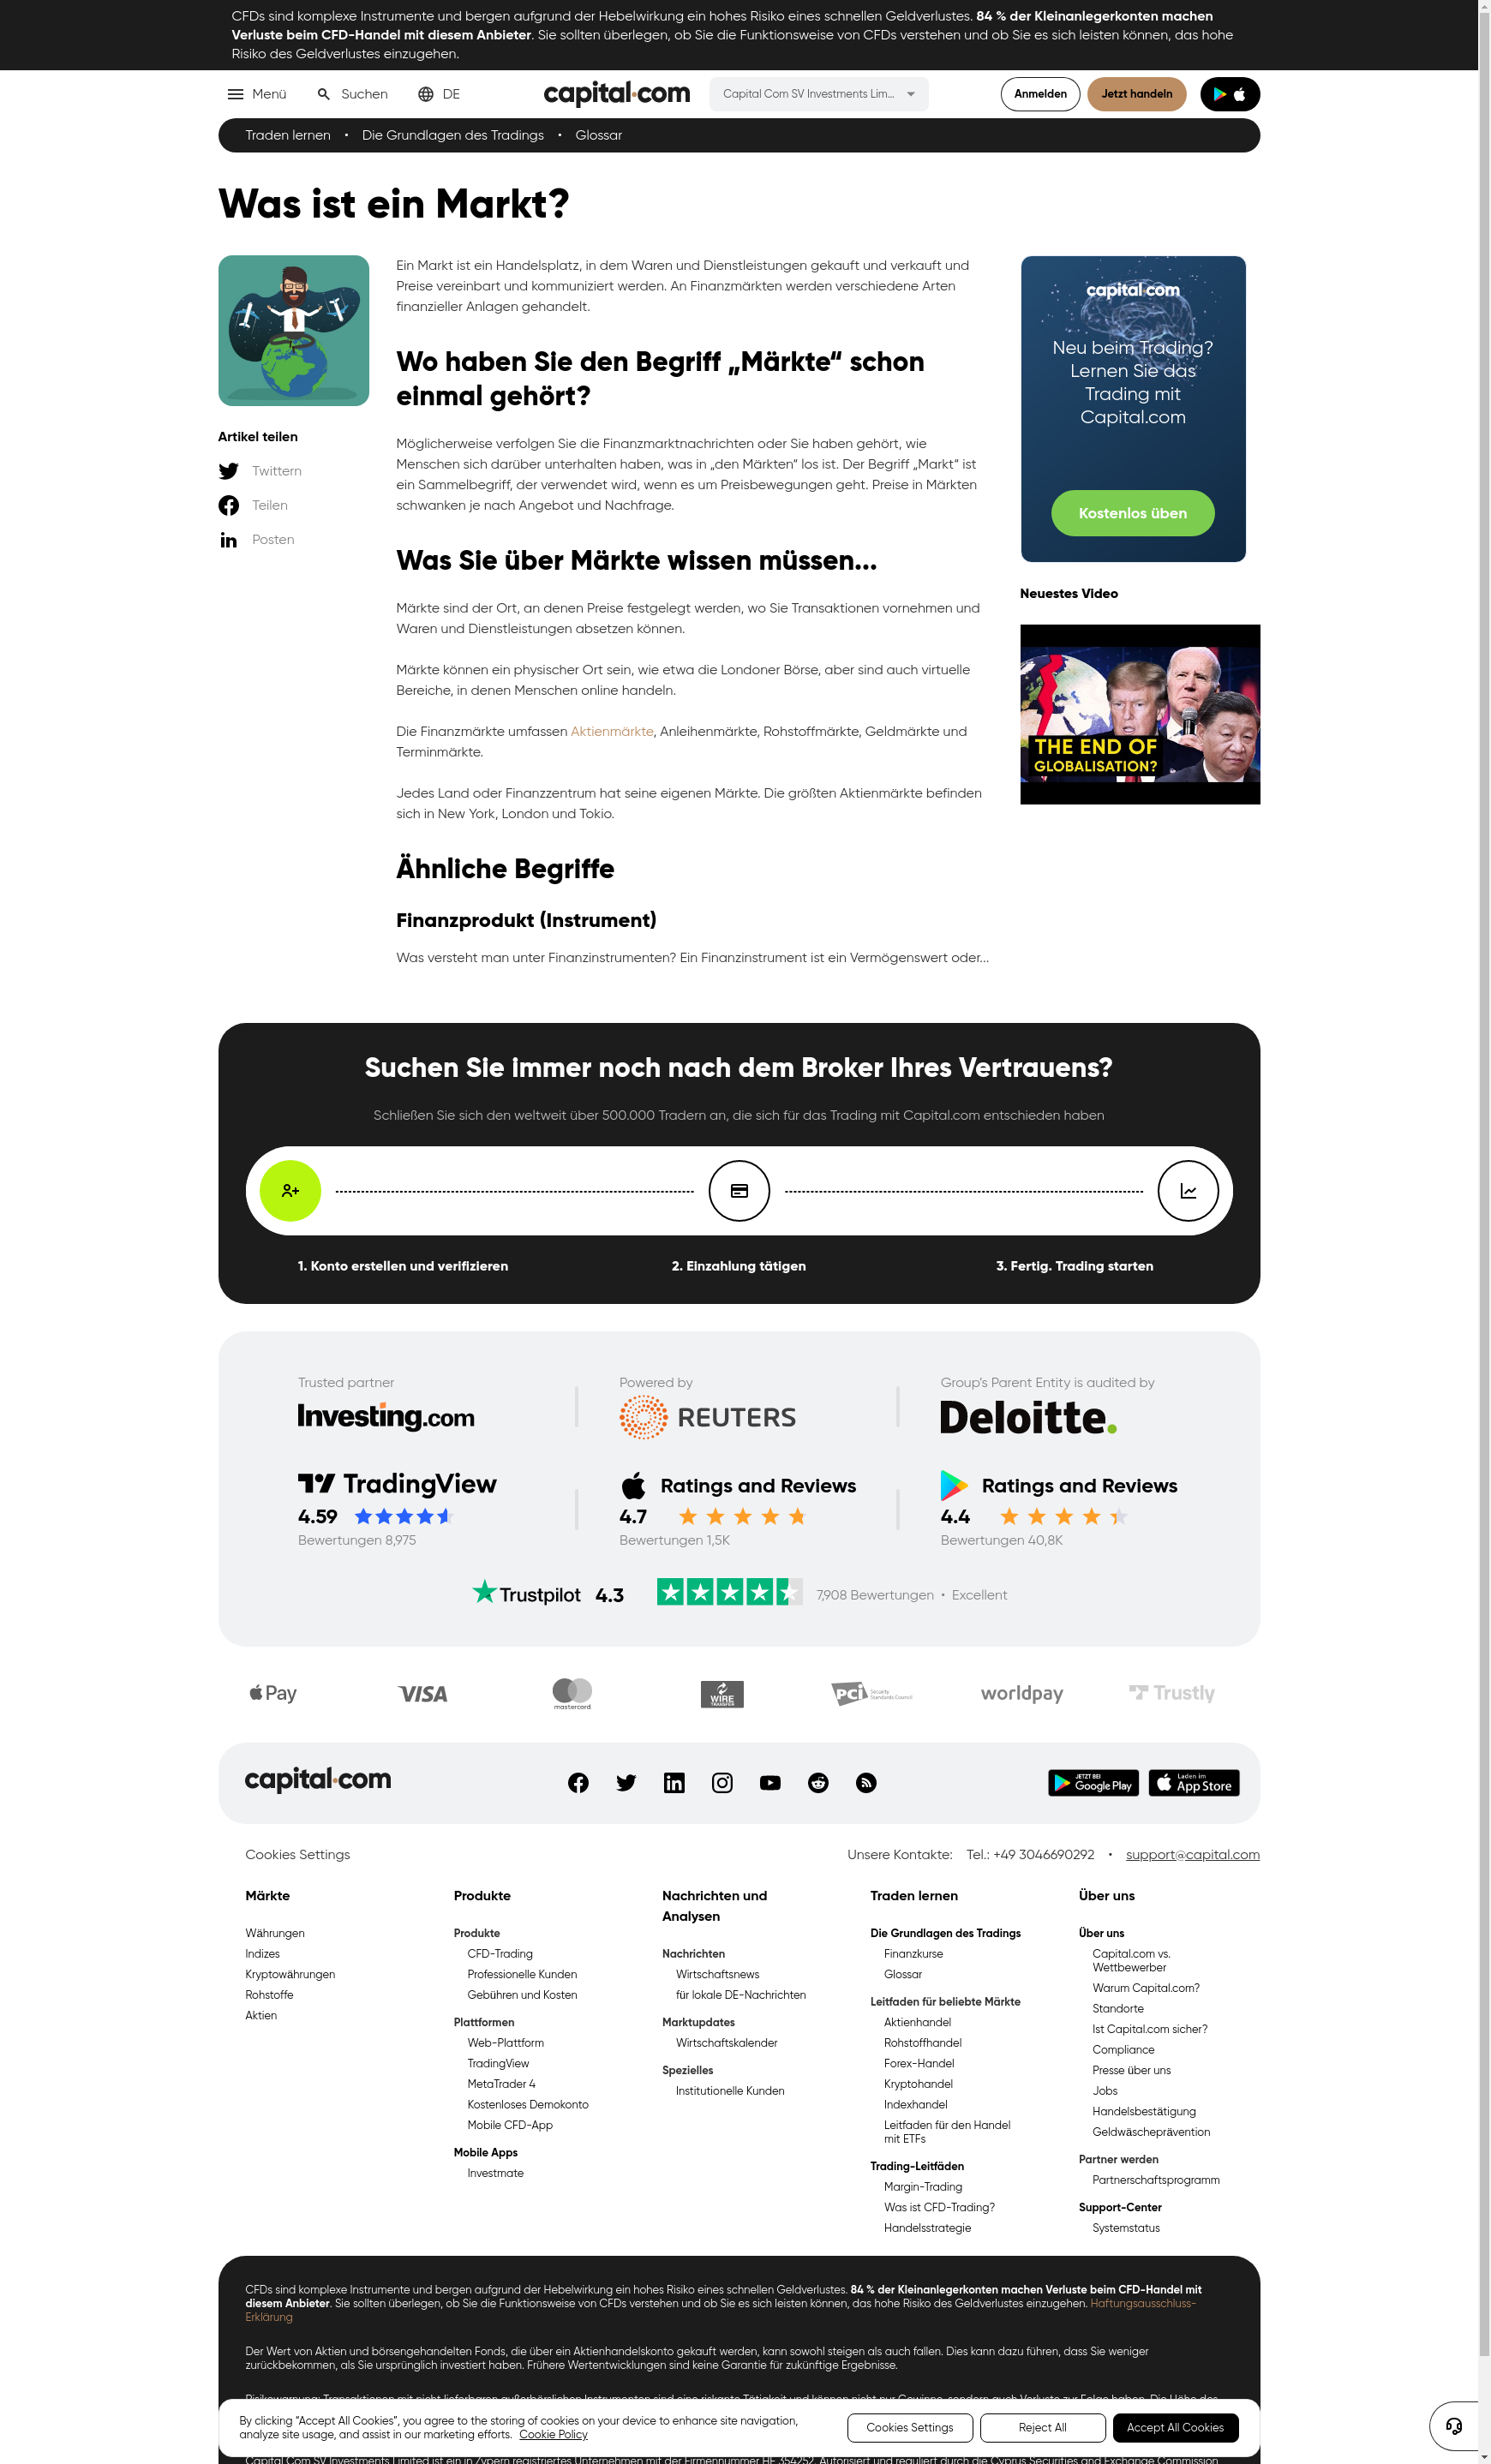 CFDs sind komplexe Instrumente und bergen aufgrund der Hebelwirkung ein hohes Risiko eines schnellen Geldverlustes. 84 % der Kleinanlegerkonten machen
Verluste beim CFD-Handel mit diesem Anbieter. Sie sollten überlegen, ob Sie die Funktionsweise von CFDs verstehen und ob Sie es sich leisten können, das hohe
Risiko des Geldverlustes einzugehen.
Menü
Suchen
DE
capital.com
Capital Com SV Investments Lim...
Anmelden
Jetzt handeln
Traden lernen • Die Grundlagen des Tradings • Glossar
Was ist ein Markt?
Artikel teilen
Twittern
Teilen
Posten
Ein Markt ist ein Handelsplatz, in dem Waren und Dienstleistungen gekauft und verkauft und
Preise vereinbart und kommuniziert werden. An Finanzmärkten werden verschiedene Arten
finanzieller Anlagen gehandelt.
Wo haben Sie den Begriff „Märkte“ schon
einmal gehört?
Möglicherweise verfolgen Sie die Finanzmarktnachrichten oder Sie haben gehört, wie
Menschen sich darüber unterhalten haben, was in „den Märkten“ los ist. Der Begriff „Markt“ ist
ein Sammelbegriff, der verwendet wird, wenn es um Preisbewegungen geht. Preise in Märkten
schwanken je nach Angebot und Nachfrage.
Was Sie über Märkte wissen müssen...
Märkte sind der Ort, an denen Preise festgelegt werden, wo Sie Transaktionen vornehmen und
Waren und Dienstleistungen absetzen können.
Märkte können ein physischer Ort sein, wie etwa die Londoner Börse, aber sind auch virtuelle
Bereiche, in denen Menschen online handeln.
Die Finanzmärkte umfassen Aktienmärkte, Anleihenmärkte, Rohstoffmärkte, Geldmärkte und
Terminmärkte.
Jedes Land oder Finanzzentrum hat seine eigenen Märkte. Die größten Aktienmärkte befinden
sich in New York, London und Tokio.
Ähnliche Begriffe
Finanzprodukt (Instrument)
Was versteht man unter Finanzinstrumenten? Ein Finanzinstrument ist ein Vermögenswert oder...
capital.com
Neu beim Trading?
Lernen Sie das
Trading mit
Capital.com
Kostenlos üben
Neuestes Video
THE END OF
GLOBALISATION?
Suchen Sie immer noch nach dem Broker Ihres Vertrauens?
Schließen Sie sich den weltweit über 500.000 Tradern an, die sich für das Trading mit Capital.com entschieden haben
1. Konto erstellen und verifizieren
2. Einzahlung tätigen
3. Fertig. Trading starten
Trusted partner
Investing.com
Powered by
REUTERS
Group's Parent Entity is audited by
Deloitte.
TradingView
4.59
Bewertungen 8,975
Ratings and Reviews
4.7
Bewertungen 1,5K
Ratings and Reviews
4.4
Bewertungen 40,8K
Trustpilot 4.3
7,908 Bewertungen • Excellent
Pay
VISA
mastercard
WIRE
TRANSFER
PCI Security
Standards Council
worldpay
Trustly
capital.com
JETZT BEI
Google Play
Laden im
App Store
Cookies Settings
Unsere Kontakte: Tel.: +49 3046690292 • support@capital.com
Märkte
Währungen
Indizes
Kryptowährungen
Rohstoffe
Aktien
Produkte
Produkte
CFD-Trading
Professionelle Kunden
Gebühren und Kosten
Plattformen
Web-Plattform
TradingView
MetaTrader 4
Kostenloses Demokonto
Mobile CFD-App
Mobile Apps
Investmate
Nachrichten und
Analysen
Nachrichten
Wirtschaftsnews
für lokale DE-Nachrichten
Marktupdates
Wirtschaftskalender
Spezielles
Institutionelle Kunden
Traden lernen
Die Grundlagen des Tradings
Finanzkurse
Glossar
Leitfaden für beliebte Märkte
Aktienhandel
Rohstoffhandel
Forex-Handel
Kryptohandel
Indexhandel
Leitfaden für den Handel
mit ETFs
Trading-Leitfäden
Margin-Trading
Was ist CFD-Trading?
Handelsstrategie
Über uns
Über uns
Capital.com vs.
Wettbewerber
Warum Capital.com?
Standorte
Ist Capital.com sicher?
Compliance
Presse über uns
Jobs
Handelsbestätigung
Geldwäscheprävention
Partner werden
Partnerschaftsprogramm
Support-Center
Systemstatus
CFDs sind komplexe Instrumente und bergen aufgrund der Hebelwirkung ein hohes Risiko eines schnellen Geldverlustes. 84 % der Kleinanlegerkonten machen Verluste beim CFD-Handel mit
diesem Anbieter. Sie sollten überlegen, ob Sie die Funktionsweise von CFDs verstehen und ob Sie es sich leisten können, das hohe Risiko des Geldverlustes einzugehen. Haftungsausschluss-
Erklärung
Der Wert von Aktien und börsengehandelten Fonds, die über ein Aktienhandelskonto gekauft werden, kann sowohl steigen als auch fallen. Dies kann dazu führen, dass Sie weniger
zurückbekommen, als Sie ursprünglich investiert haben. Frühere Wertentwicklungen sind keine Garantie für zukünftige Ergebnisse.
By clicking “Accept All Cookies”, you agree to the storing of cookies on your device to enhance site navigation,
analyze site usage, and assist in our marketing efforts. Cookie Policy
Cookies Settings
Reject All
Accept All Cookies
Capital Com SV Investments Limited ist ein in Zypern registriertes Unternehmen mit der Firmennummer HE 354252. Autorisiert und reguliert durch die Cyprus Securities and Exchange Commission